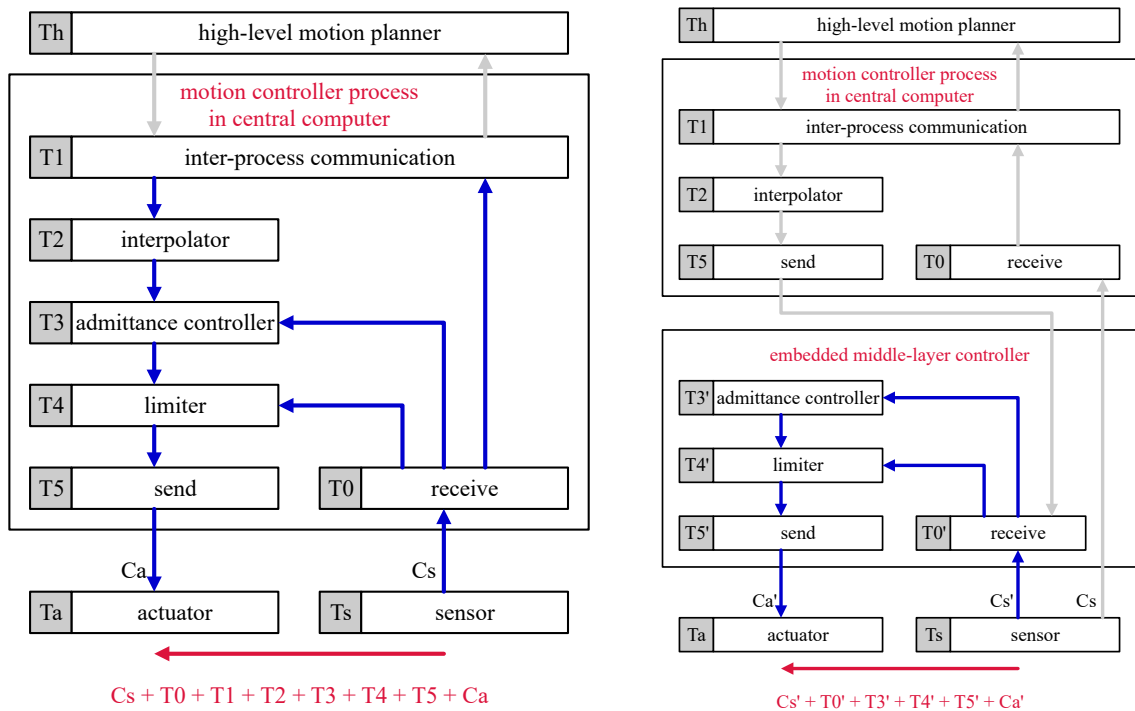 Th high-level motion planner
motion controller process
in central computer
T1 inter-process communication
T2 interpolator
T3 admittance controller
T4 limiter
T5 send
T0 receive
Ca
Cs
Ta actuator
Ts sensor
Cs + T0 + T1 + T2 + T3 + T4 + T5 + Ca
Th high-level motion planner
motion controller process
in central computer
T1 inter-process communication
T2 interpolator
T5 send
T0 receive
embedded middle-layer controller
T3' admittance controller
T4' limiter
T5' send
T0' receive
Ca'
Cs'
Cs
Ta actuator
Ts sensor
Cs' + T0' + T3' + T4' + T5' + Ca'